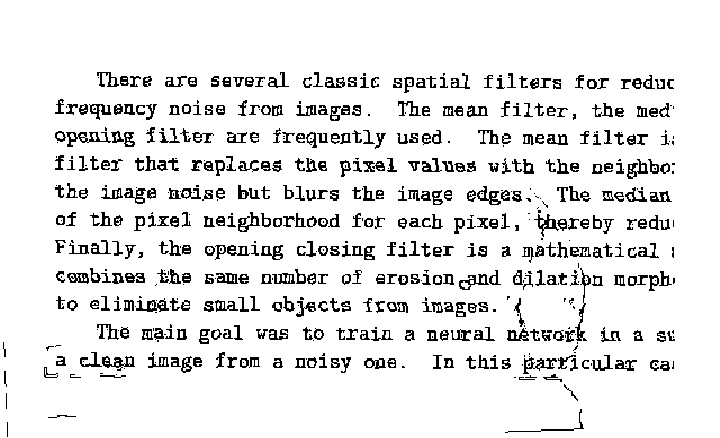 There are several classic spatial filters for reduc
frequency noise from images. The mean filter, the med
opening filter are frequently used. The mean filter i
filter that replaces the pixel values with the neighbo
the image noise but blurs the image edges. The median
of the pixel neighborhood for each pixel, thereby redu
Finally, the opening closing filter is a mathematical
combines the same number of erosion and dilation morph
to eliminate small objects from images.
The main goal was to train a neural network in a su
a clean image from a noisy one. In this particular ca